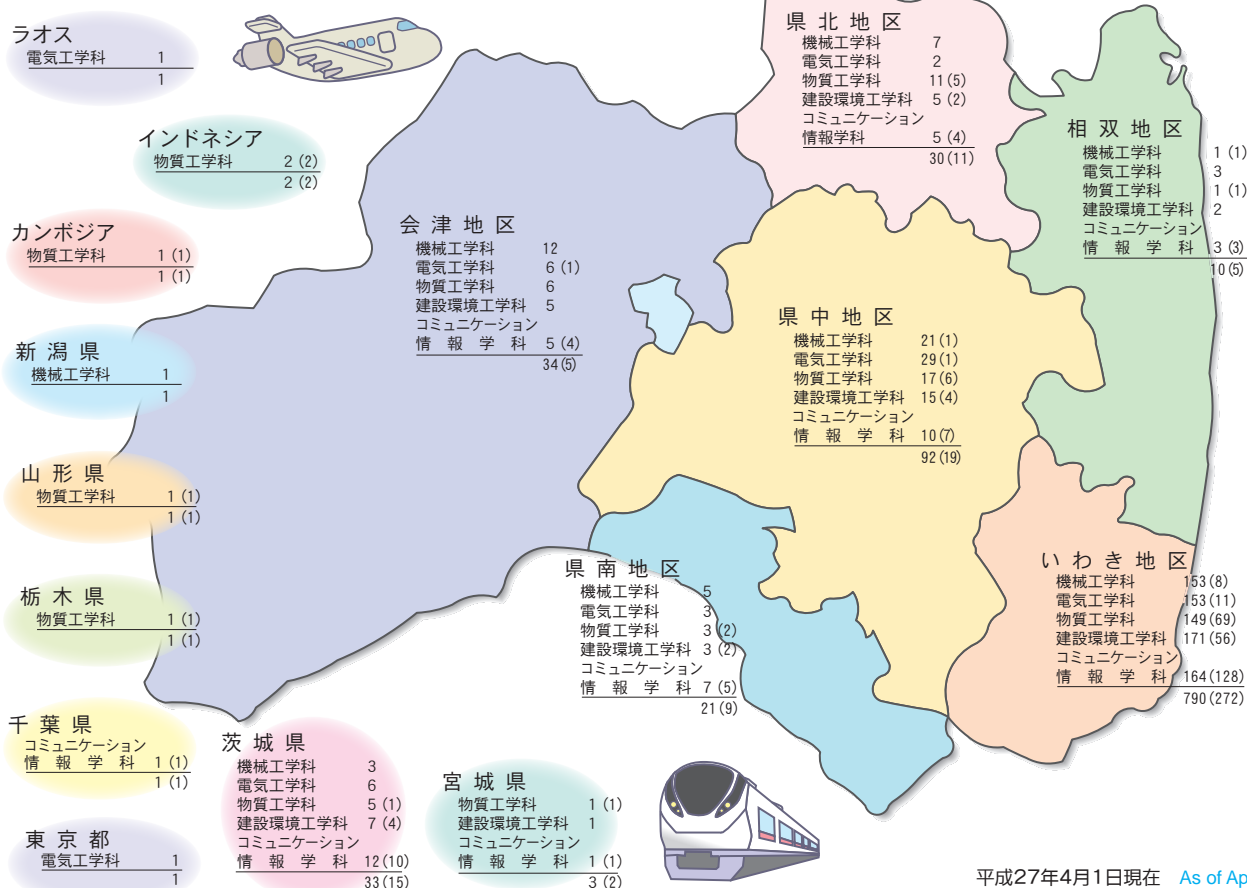 ラオス
電気工学科 1
1
インドネシア
物質工学科 2 (2)
2 (2)
カンボジア
物質工学科 1 (1)
1 (1)
新潟県
機械工学科 1
1
山形県
物質工学科 1 (1)
1 (1)
栃木県
物質工学科 1 (1)
1 (1)
千葉県
コミュニケーション
情報学科 1 (1)
1 (1)
東京都
電気工学科 1
1
茨城県
機械工学科 3
電気工学科 6
物質工学科 5 (1)
建設環境工学科 7 (4)
コミュニケーション
情報学科 12 (10)
33 (15)
宮城県
物質工学科 1 (1)
建設環境工学科 1
コミュニケーション
情報学科 1 (1)
3 (2)
会津地区
機械工学科 12
電気工学科 6 (1)
物質工学科 6
建設環境工学科 5
コミュニケーション
情報学科 5 (4)
34 (5)
県北地区
機械工学科 7
電気工学科 2
物質工学科 11 (5)
建設環境工学科 5 (2)
コミュニケーション
情報学科 5 (4)
30 (11)
相双地区
機械工学科 1 (1)
電気工学科 3
物質工学科 1 (1)
建設環境工学科 2
コミュニケーション
情報学科 3 (3)
10 (5)
県中地区
機械工学科 21 (1)
電気工学科 29 (1)
物質工学科 17 (6)
建設環境工学科 15 (4)
コミュニケーション
情報学科 10 (7)
92 (19)
県南地区
機械工学科 5
電気工学科 3
物質工学科 3 (2)
建設環境工学科 3 (2)
コミュニケーション
情報学科 7 (5)
21 (9)
いわき地区
機械工学科 153 (8)
電気工学科 153 (11)
物質工学科 149 (69)
建設環境工学科 171 (56)
コミュニケーション
情報学科 164 (128)
790 (272)
平成27年4月1日現在 As of Ap